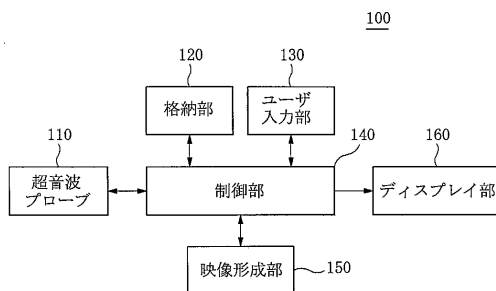 100
120
130
格納部
ユーザ
入力部
110
140
160
超音波
プローブ
制御部
ディスプレイ部
映像形成部
150